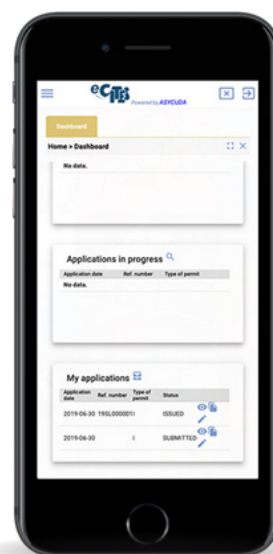 eCITES
Powered by ASYCUDA
Dashboard
Home > Dashboard
No data.
Applications in progress
Application date Ref. number Type of permit
No data.
My applications
Application date Ref. number Type of permit Status
2019-06-30 19SL000001 I ISSUED
2019-06-30 I SUBMITTED